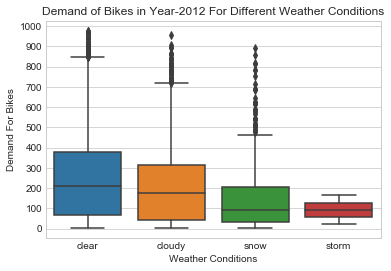 Demand of Bikes in Year-2012 For Different Weather Conditions
1000
900
800
700
600
500
400
300
200
100
0
Demand For Bikes
clear cloudy snow storm
Weather Conditions